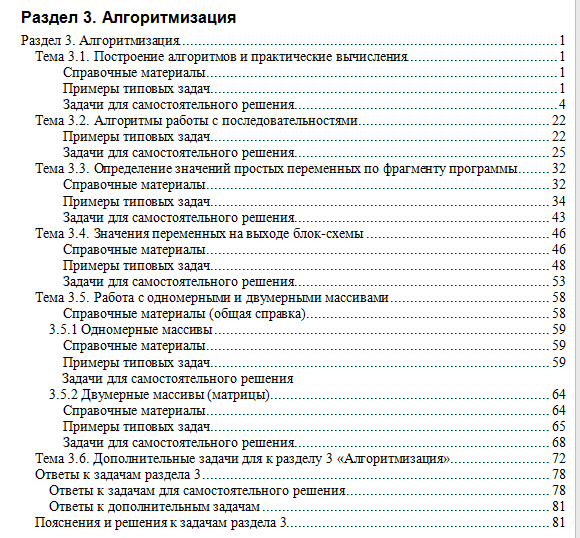 Раздел 3. Алгоритмизация
Раздел 3. Алгоритмизация 1
Тема 3.1. Построение алгоритмов и практические вычисления 1
Справочные материалы 1
Примеры типовых задач 1
Задачи для самостоятельного решения 4
Тема 3.2. Алгоритмы работы с последовательностями 22
Примеры типовых задач 22
Задачи для самостоятельного решения 25
Тема 3.3. Определение значений простых переменных по фрагменту программы 32
Справочные материалы 32
Примеры типовых задач 34
Задачи для самостоятельного решения 43
Тема 3.4. Значения переменных на выходе блок-схемы 46
Справочные материалы 46
Примеры типовых задач 48
Задачи для самостоятельного решения 53
Тема 3.5. Работа с одномерными и двумерными массивами 58
Справочные материалы (общая справка) 58
3.5.1 Одномерные массивы 59
Справочные материалы 59
Примеры типовых задач 59
Задачи для самостоятельного решения
3.5.2 Двумерные массивы (матрицы) 64
Справочные материалы 64
Примеры типовых задач 65
Задачи для самостоятельного решения 68
Тема 3.6. Дополнительные задачи для к разделу 3 «Алгоритмизация» 72
Ответы к задачам раздела 3 78
Ответы к задачам для самостоятельного решения 78
Ответы к дополнительным задачам 81
Пояснения и решения к задачам раздела 3 81